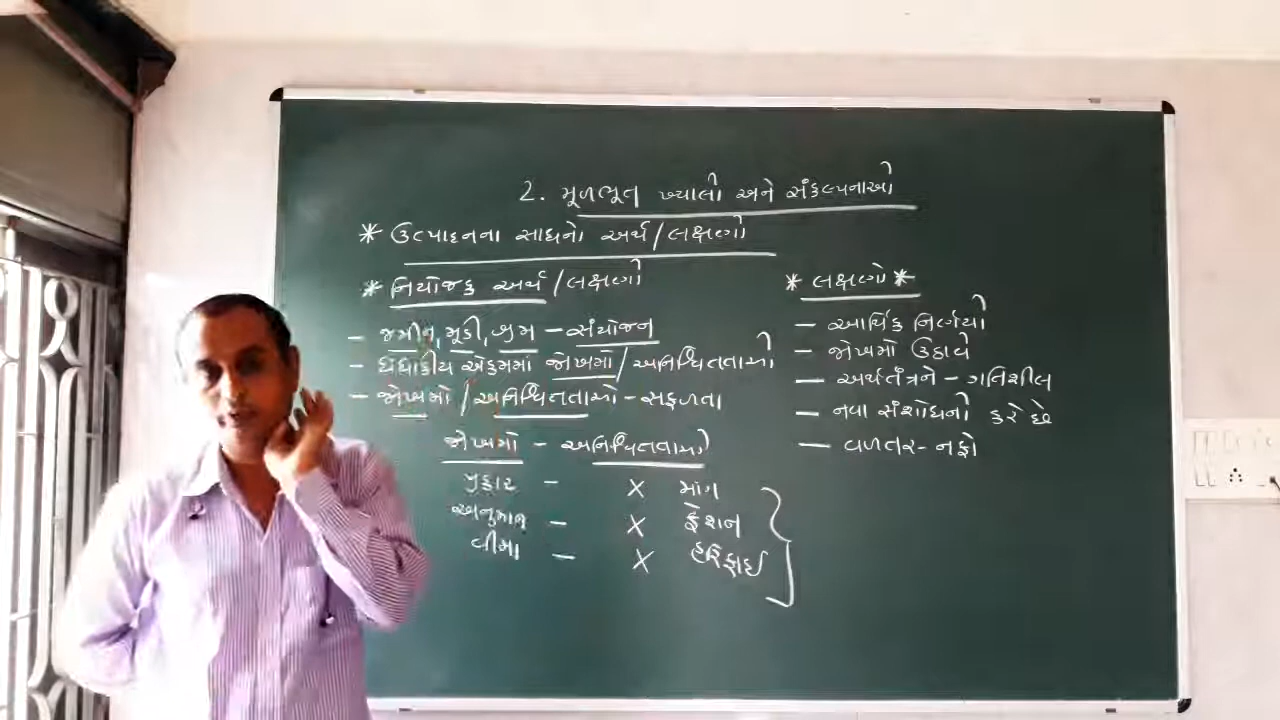 2. મૂળભૂત ખ્યાલો અને સંકલ્પનાઓ
* ઉત્પાદનના સાધનો અર્થ/લક્ષણો
* નિયોજક અર્થ/લક્ષણો
– જમીન, મૂડી, શ્રમ – સંયોજન
– ધંધાકીય એકમમાં જોખમો/અનિશ્ચિતતાઓ
– જોખમો/અનિશ્ચિતતાઓ – સફળતા
જોખમો – અનિશ્ચિતતાઓ
પ્રકાર – X માંગ
અનુમાન – X ફેશન
વીમા – X હરિફાઈ
* લક્ષણો *
– આર્થિક નિર્ણયો
– જોખમો ઉઠાવે
– અર્થતંત્રને – ગતિશીલ
– નવા સંશોધનો કરે છે
– વળતર – નફો